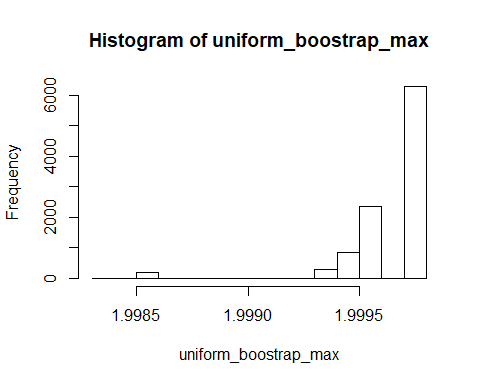 Histogram of uniform_boostrap_max
Frequency
6000
4000
2000
0
1.9985 1.9990 1.9995
uniform_boostrap_max